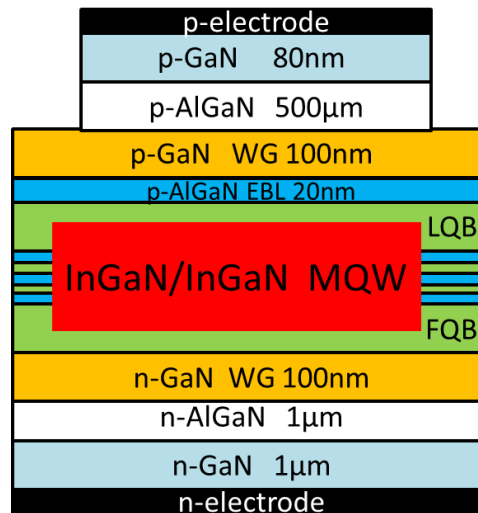 p-electrode
p-GaN 80nm
p-AlGaN 500μm
p-GaN WG 100nm
p-AlGaN EBL 20nm
LQB
InGaN/InGaN MQW
FQB
n-GaN WG 100nm
n-AlGaN 1μm
n-GaN 1μm
n-electrode